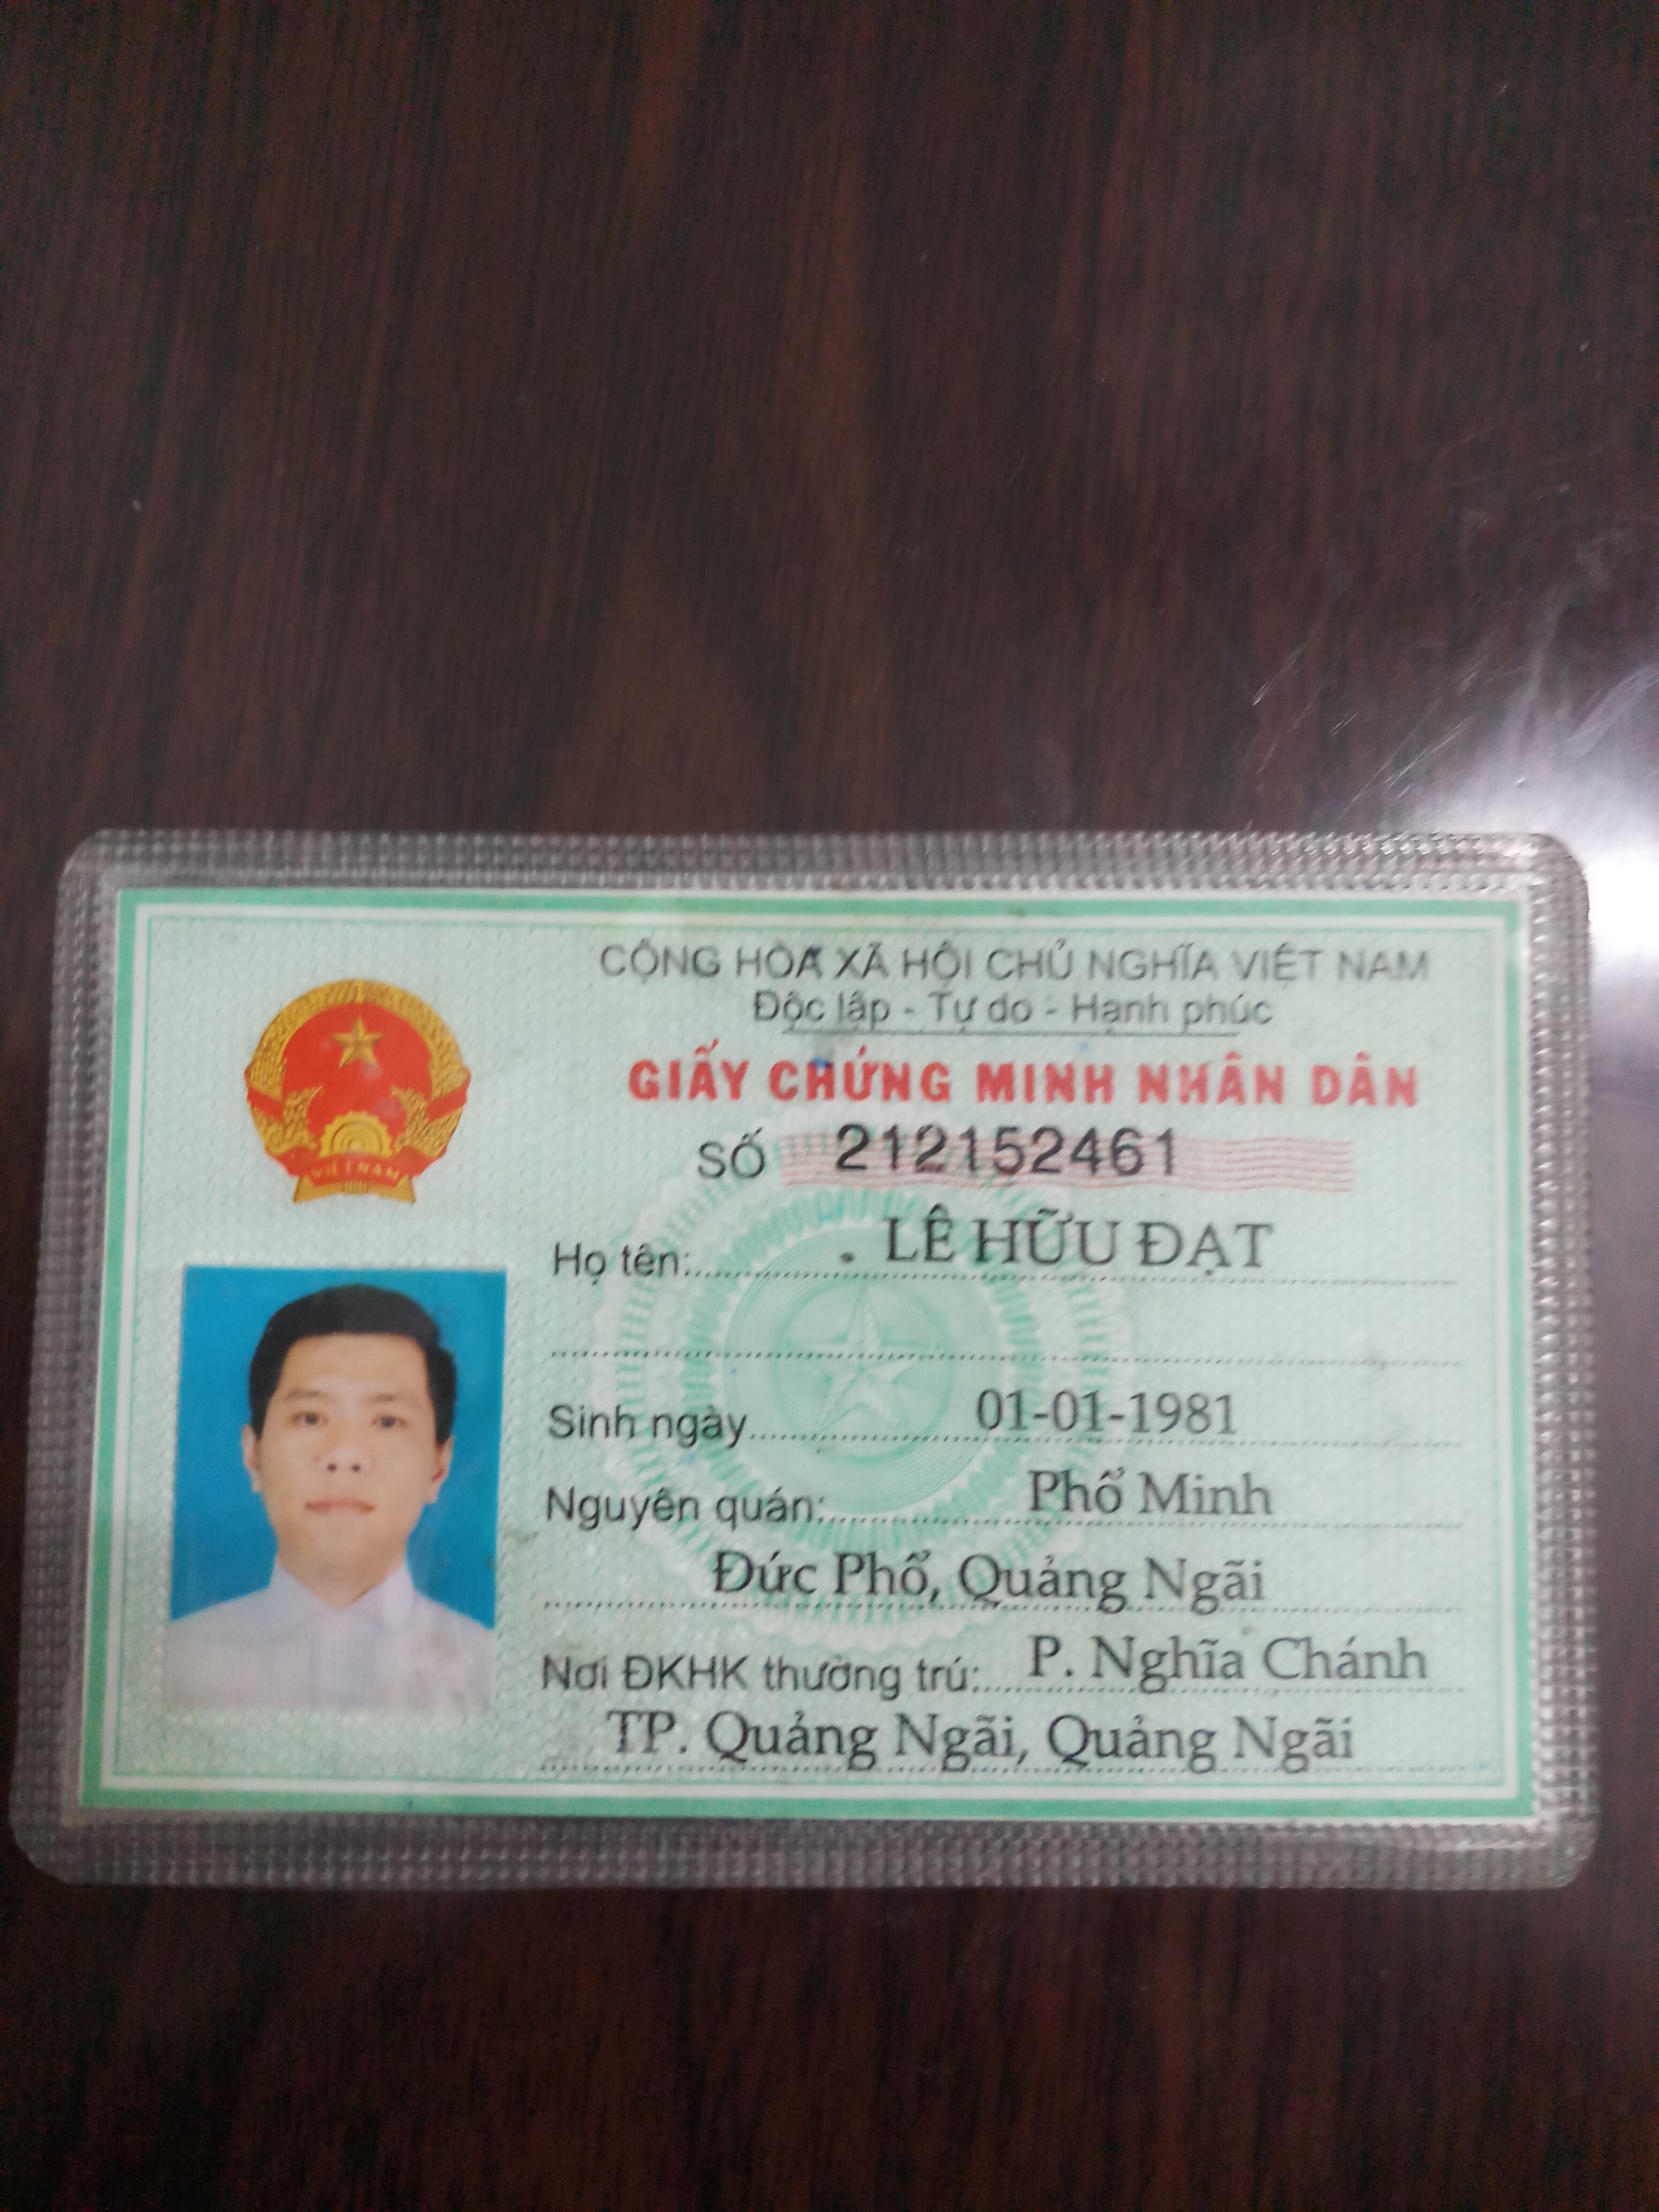 CỘNG HÒA XÃ HỘI CHỦ NGHĨA VIỆT NAM
Độc lập - Tự do - Hạnh phúc
GIẤY CHỨNG MINH NHÂN DÂN
SỐ 212152461
VIỆT NAM
Họ tên: LÊ HỮU ĐẠT
Sinh ngày 01-01-1981
Nguyên quán: Phổ Minh
Đức Phổ, Quảng Ngãi
Nơi ĐKHK thường trú: P. Nghĩa Chánh
TP. Quảng Ngãi, Quảng Ngãi